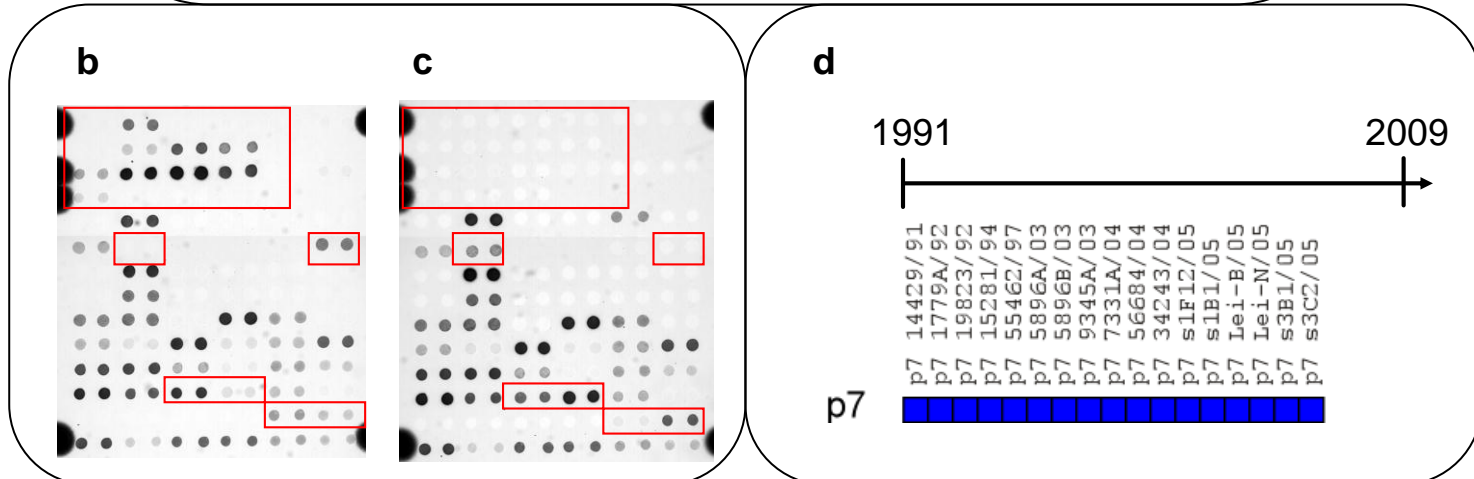 b
c
d
1991
2009
p7 14429/91
p7 1779A/92
p7 19823/92
p7 15281/94
p7 55462/97
p7 5896A/03
p7 5896B/03
p7 9345A/03
p7 7331A/04
p7 56684/04
p7 34243/04
p7 s1F12/05
p7 s1B1/05
p7 Lei-B/05
p7 Lei-N/05
p7 s3B1/05
p7 s3C2/05
p7